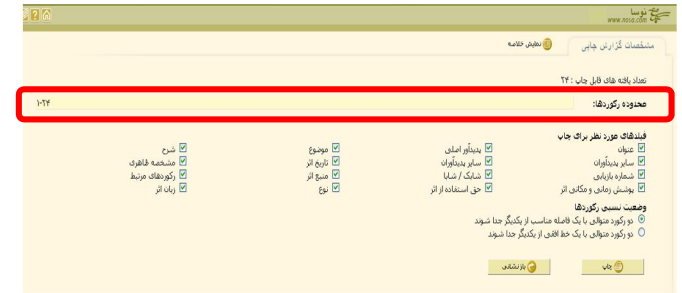 نوسا
www.nosa.com
مشخصات گزارش چاپی
نمایش خلاصه
تعداد یافته های قابل چاپ : ۲۴
محدوده رکوردها:
۱-۲۴
فیلدهای مورد نظر برای چاپ
عنوان پدیدآور اصلی موضوع شرح
سایر پدیدآوران سایر پدیدآوران تاریخ اثر مشخصه ظاهری
شماره بازیابی شابک / شاپا منبع اثر رکوردهای مرتبط
پوشش زمانی و مکانی اثر حق استفاده از اثر نوع زبان اثر
وضعیت نسبی رکوردها
دو رکورد متوالی با یک فاصله مناسب از یکدیگر جدا شوند
دو رکورد متوالی با یک خط افقی از یکدیگر جدا شوند
چاپ بازنشانی